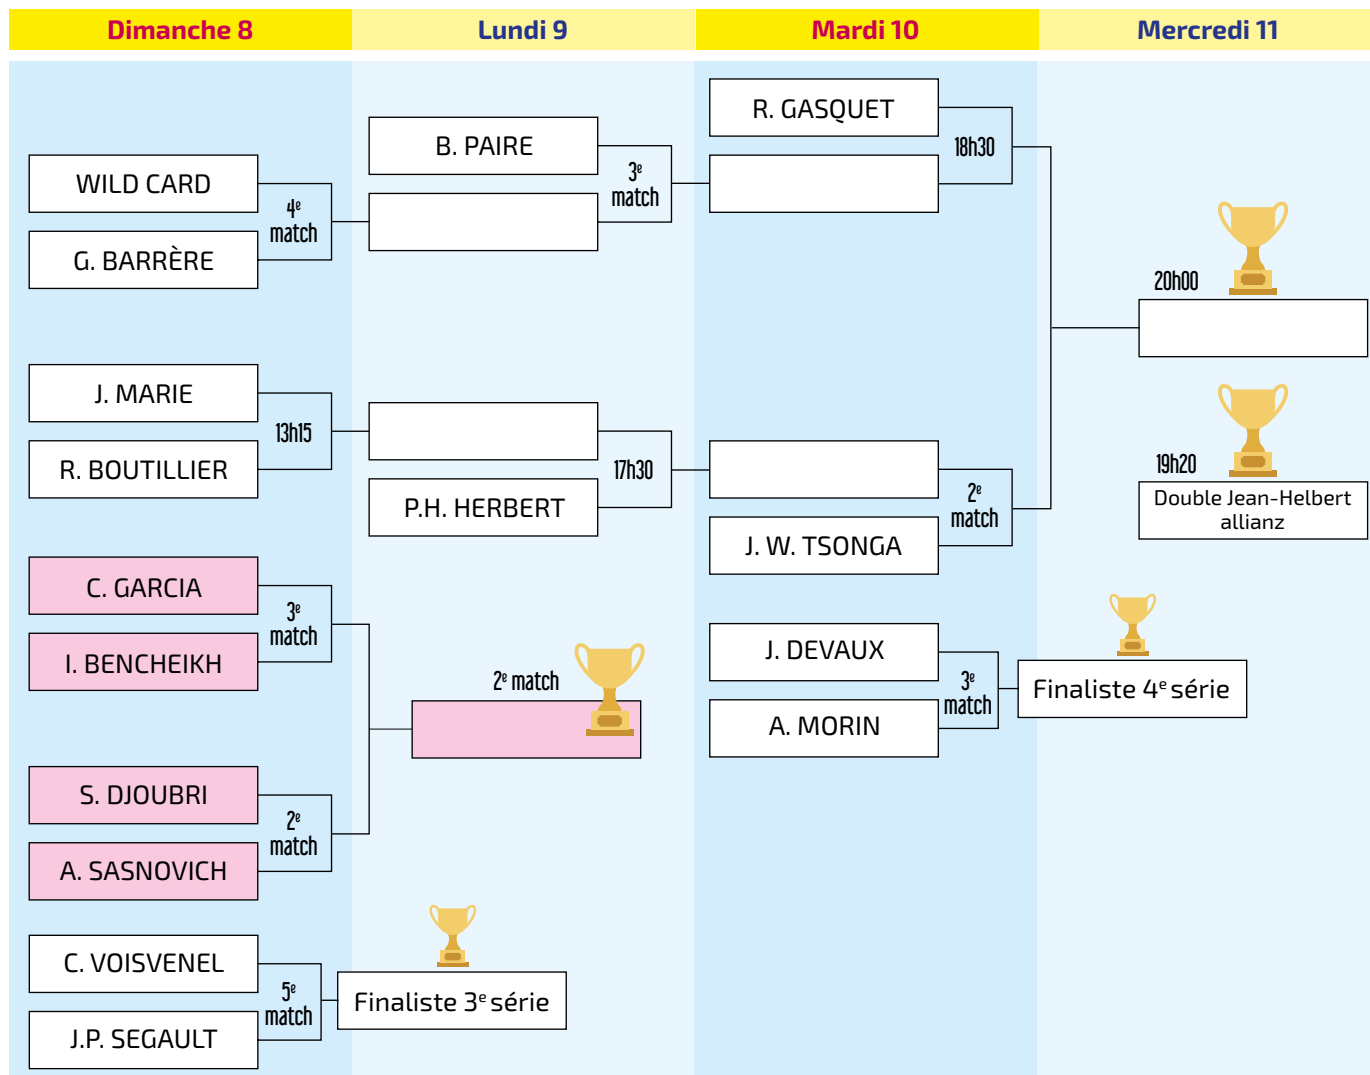 Dimanche 8
Lundi 9
Mardi 10
Mercredi 11
WILD CARD
4e
match
G. BARRÈRE
J. MARIE
13h15
R. BOUTILLIER
C. GARCIA
3e
match
I. BENCHEIKH
S. DJOUBRI
2e
match
A. SASNOVICH
C. VOISVENEL
5e
match
J.P. SEGAULT
B. PAIRE
3e
match
17h30
P.H. HERBERT
2e match
Finaliste 3e série
R. GASQUET
18h30
2e
match
J. W. TSONGA
J. DEVAUX
3e
match
A. MORIN
20h00
19h20
Double Jean-Helbert
allianz
Finaliste 4e série